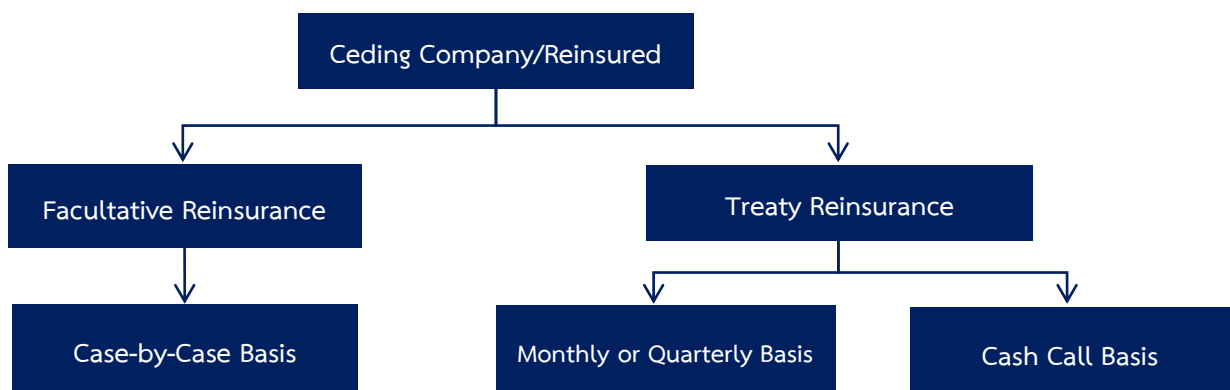 Ceding Company/Reinsured
Facultative Reinsurance
Treaty Reinsurance
Case-by-Case Basis
Monthly or Quarterly Basis
Cash Call Basis